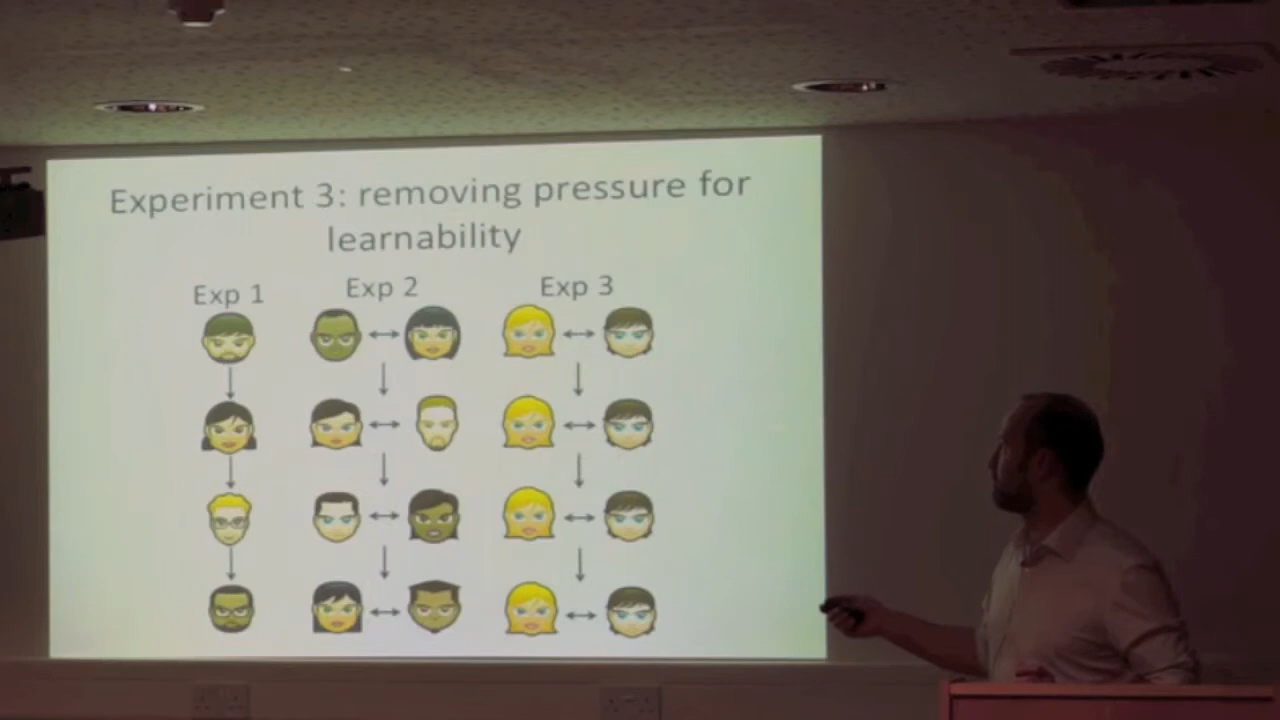 Experiment 3: removing pressure for
learnability
Exp 1
Exp 2
Exp 3